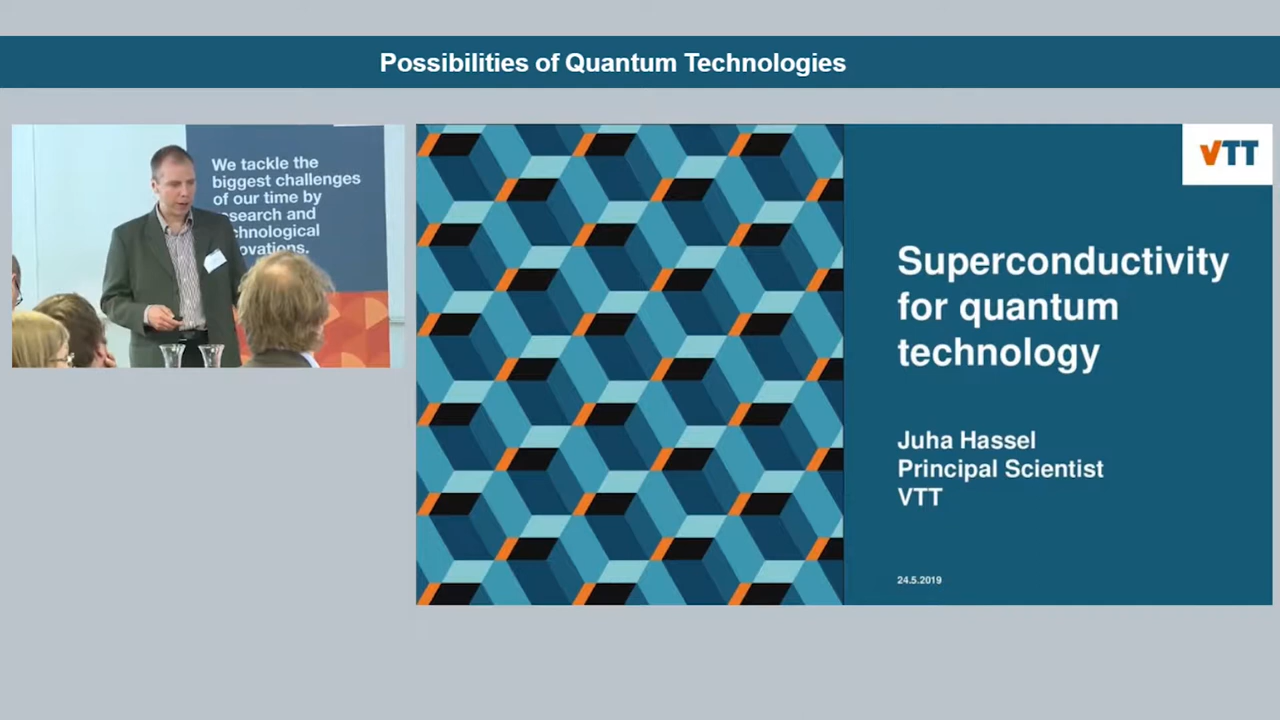 Possibilities of Quantum Technologies
We tackle the
biggest challenges
of our time by
esearch and
chnological
ovations.
VTT
Superconductivity
for quantum
technology
Juha Hassel
Principal Scientist
VTT
24.5.2019